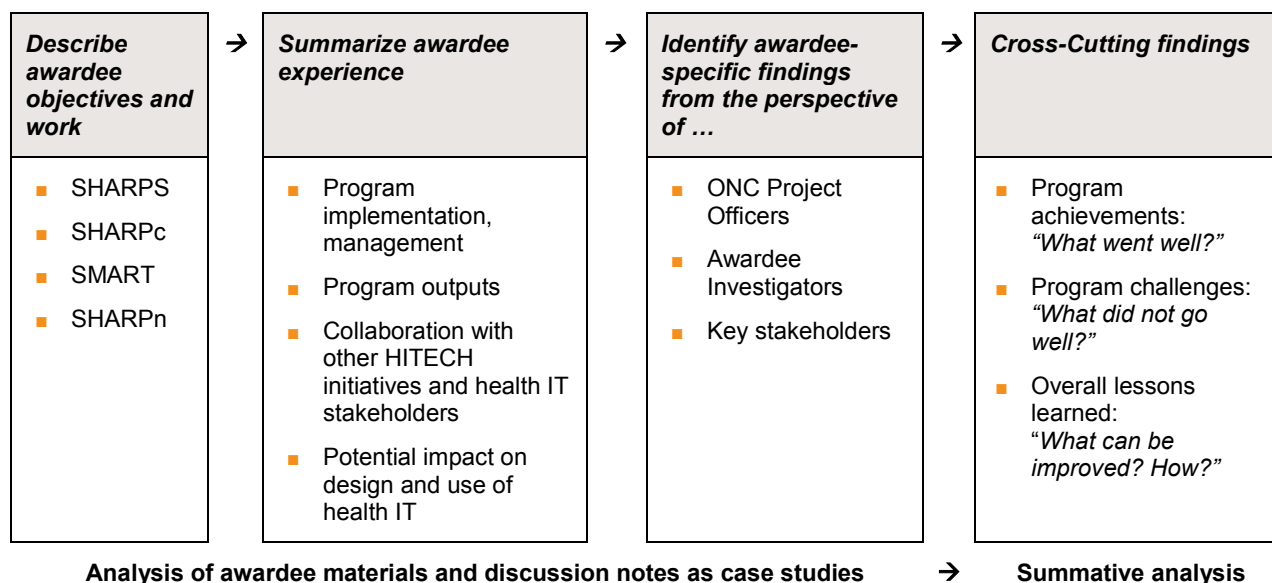 Describe
awardee
objectives and
work
■ SHARPS
■ SHARPc
■ SMART
■ SHARPn
→
Summarize awardee
experience
■ Program
implementation,
management
■ Program outputs
■ Collaboration with
other HITECH
initiatives and health IT
stakeholders
■ Potential impact on
design and use of
health IT
→
Identify awardee-
specific findings
from the perspective
of …
■ ONC Project
Officers
■ Awardee
Investigators
■ Key stakeholders
→
Cross-Cutting findings
■ Program
achievements:
“What went well?”
■ Program challenges:
“What did not go
well?”
■ Overall lessons
learned:
“What can be
improved? How?”
Analysis of awardee materials and discussion notes as case studies → Summative analysis